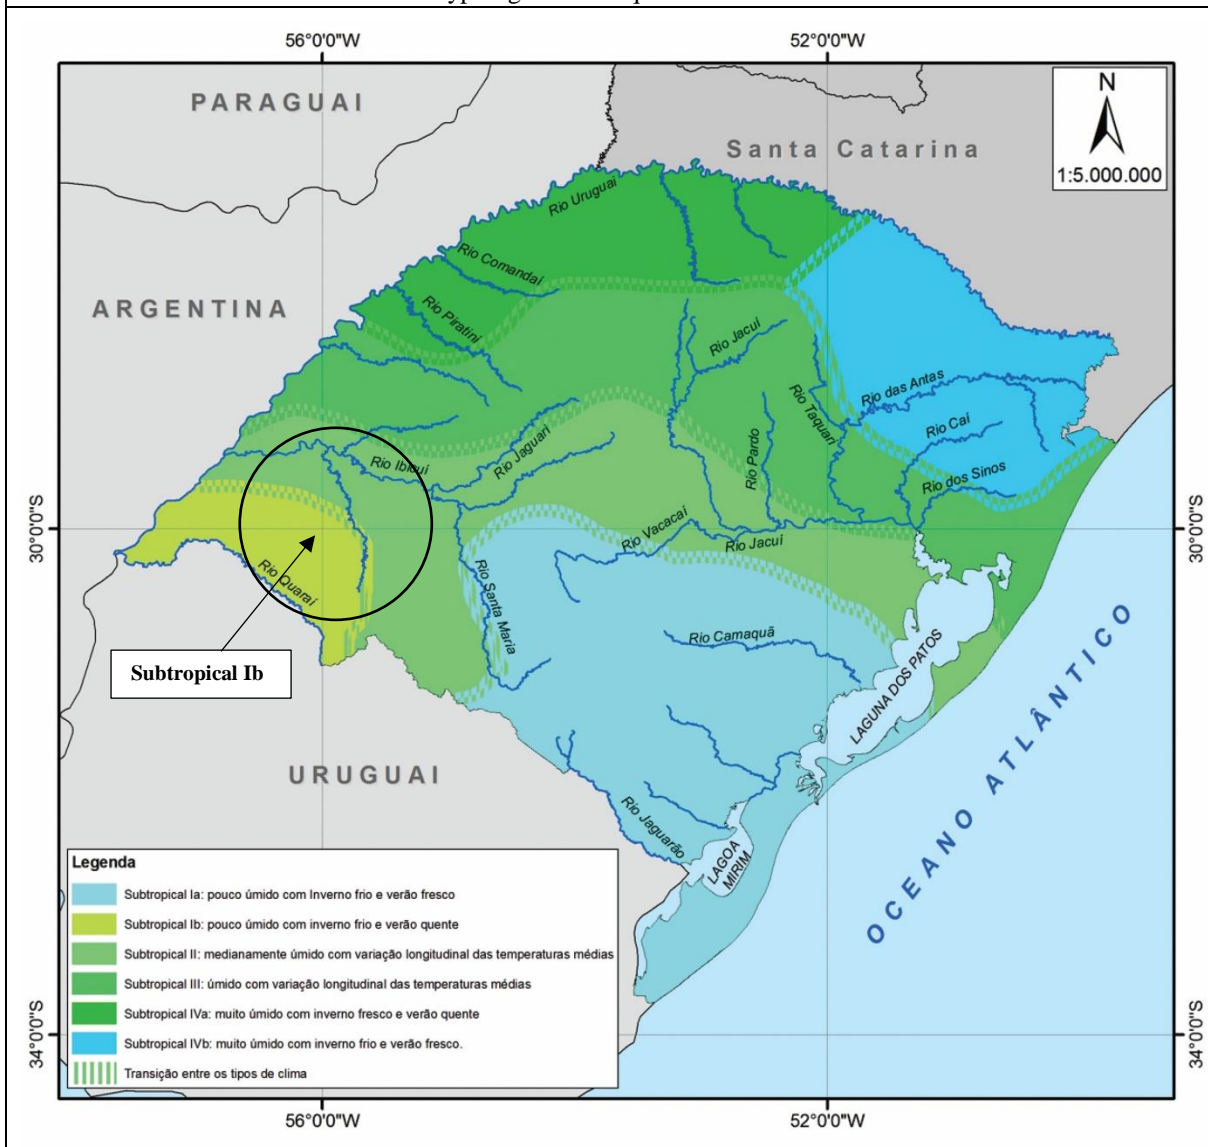 56°0'0"W
52°0'0"W
N
1:5.000.000
PARAGUAI
Santa Catarina
Rio Uruguai
Rio Comandaí
ARGENTINA
Rio Piratini
Rio Jacuí
Rio das Antas
Rio Taquari
Rio Caí
Rio Pardo
Rio Jaguari
Rio Ibicuí
Rio dos Sinos
30°0'0"S
30°0'0"S
Rio Vacacaí
Rio Jacuí
Rio Quaraí
Rio Santa Maria
Rio Camaquã
Subtropical Ib
LAGUNA DOS PATOS
OCEANO ATLÂNTICO
URUGUAI
Rio Jaguarão
LAGOA
MIRIM
Legenda
Subtropical Ia: pouco úmido com Inverno frio e verão fresco
Subtropical Ib: pouco úmido com inverno frio e verão quente
Subtropical II: medianamente úmido com variação longitudinal das temperaturas médias
Subtropical III: úmido com variação longitudinal das temperaturas médias
Subtropical IVa: muito úmido com inverno fresco e verão quente
Subtropical IVb: muito úmido com inverno frio e verão fresco.
Transição entre os tipos de clima
34°0'0"S
34°0'0"S
56°0'0"W
52°0'0"W